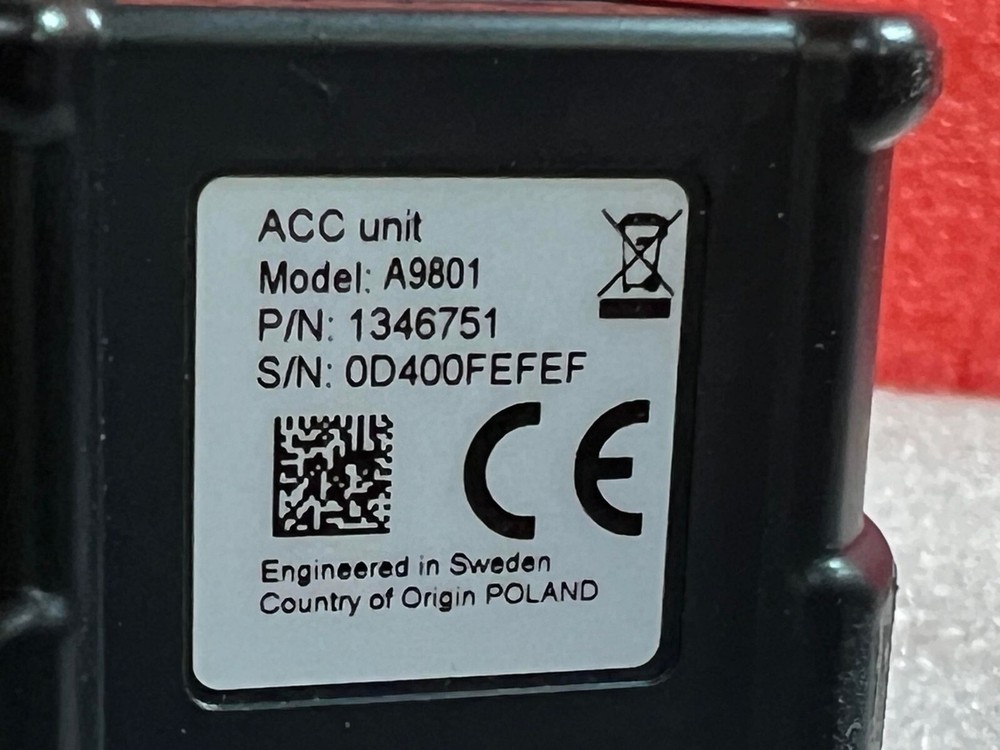 ACC unit
Model: A9801
P/N: 1346751
S/N: 0D400FEFEF
CE
Engineered in Sweden
Country of Origin POLAND